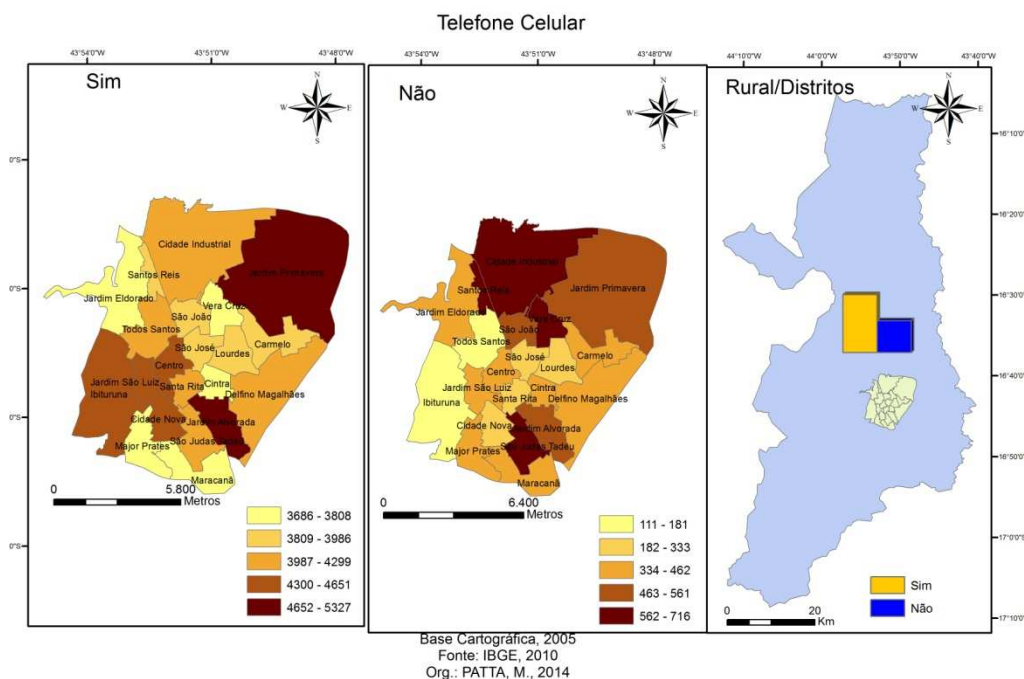 Telefone Celular
43°54'0"W 43°51'0"W 43°48'0"W
Sim
N
W E
S
0°S
0°S
0°S
0°S
Cidade Industrial
Jardim Primavera
Santos Reis
Jardim Eldorado
Vera Cruz
São João
Todos Santos
São José
Lourdes
Carmelo
Centro
Jardim São Luiz
Ibituruna
Santa Rita
Cintra
Delfino Magalhães
Cidade Nova
Jardim Alvorada
Major Prates
São Judas Tadeu
Maracanã
0 5.800
Metros
3686 - 3808
3809 - 3986
3987 - 4299
4300 - 4651
4652 - 5327
43°54'0"W 43°51'0"W 43°48'0"W
Não
N
W E
S
Cidade Industrial
Santos Reis
Jardim Primavera
Jardim Eldorado
Vera Cruz
São João
Todos Santos
São José
Carmelo
Lourdes
Centro
Jardim São Luiz
Cintra
Ibituruna
Santa Rita
Delfino Magalhães
Cidade Nova
Jardim Alvorada
Major Prates
São Judas Tadeu
Maracanã
0 6.400
Metros
111 - 181
182 - 333
334 - 462
463 - 561
562 - 716
44°10'0"W 44°0'0"W 43°50'0"W 43°40'0"W
Rural/Distritos
N
W E
S
16°10'0"S
16°20'0"S
16°30'0"S
16°40'0"S
16°50'0"S
17°0'0"S
17°10'0"S
Sim
Não
0 20
Km
Base Cartográfica, 2005
Fonte: IBGE, 2010
Org.: PATTA, M., 2014